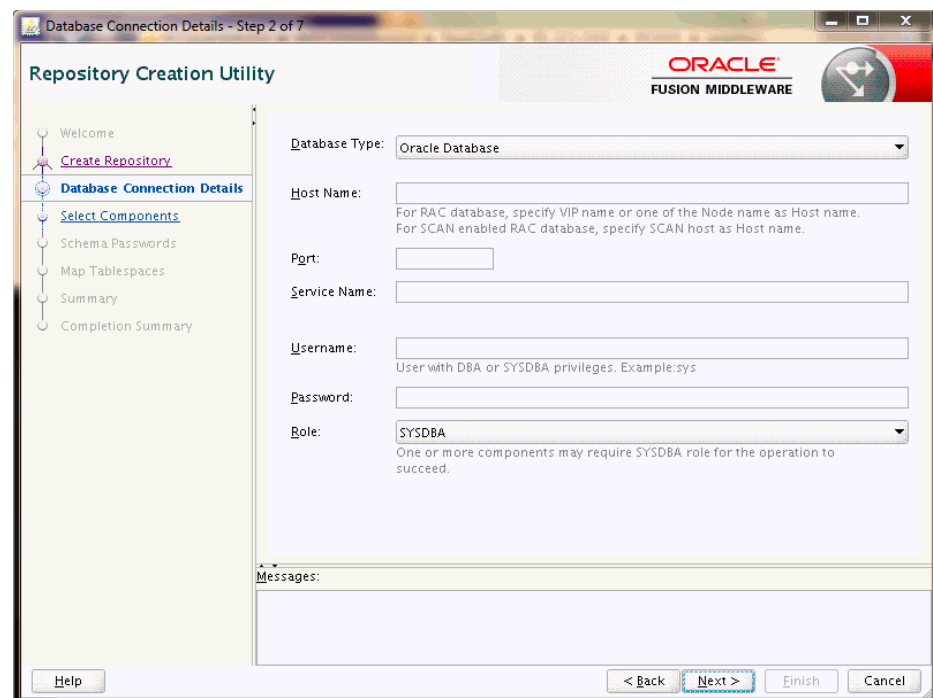 Database Connection Details - Step 2 of 7
Repository Creation Utility
ORACLE
FUSION MIDDLEWARE
Welcome
Create Repository
Database Connection Details
Select Components
Schema Passwords
Map Tablespaces
Summary
Completion Summary
Database Type: Oracle Database
Host Name:
For RAC database, specify VIP name or one of the Node name as Host name.
For SCAN enabled RAC database, specify SCAN host as Host name.
Port:
Service Name:
Username:
User with DBA or SYSDBA privileges. Example:sys
Password:
Role: SYSDBA
One or more components may require SYSDBA role for the operation to
succeed.
Messages:
Help
< Back
Next >
Finish
Cancel